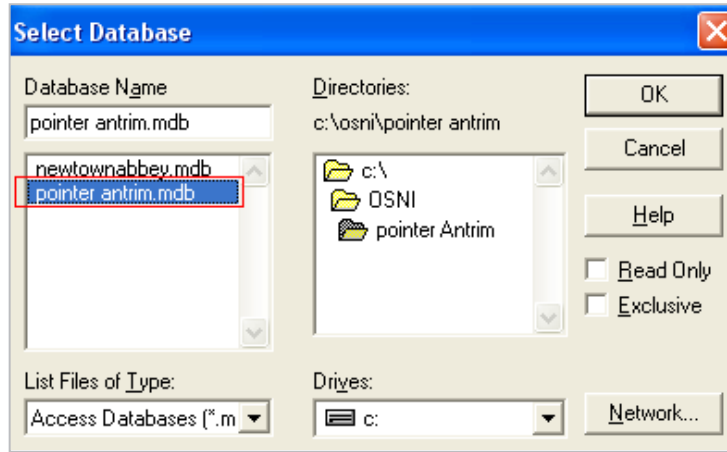 Select Database
Database Name
pointer antrim.mdb
newtownabbey.mdb
pointer antrim.mdb
List Files of Type:
Access Databases (*.m
Directories:
c:\osni\pointer antrim
c:\
OSNI
pointer Antrim
Drives:
c:
OK
Cancel
Help
Read Only
Exclusive
Network...